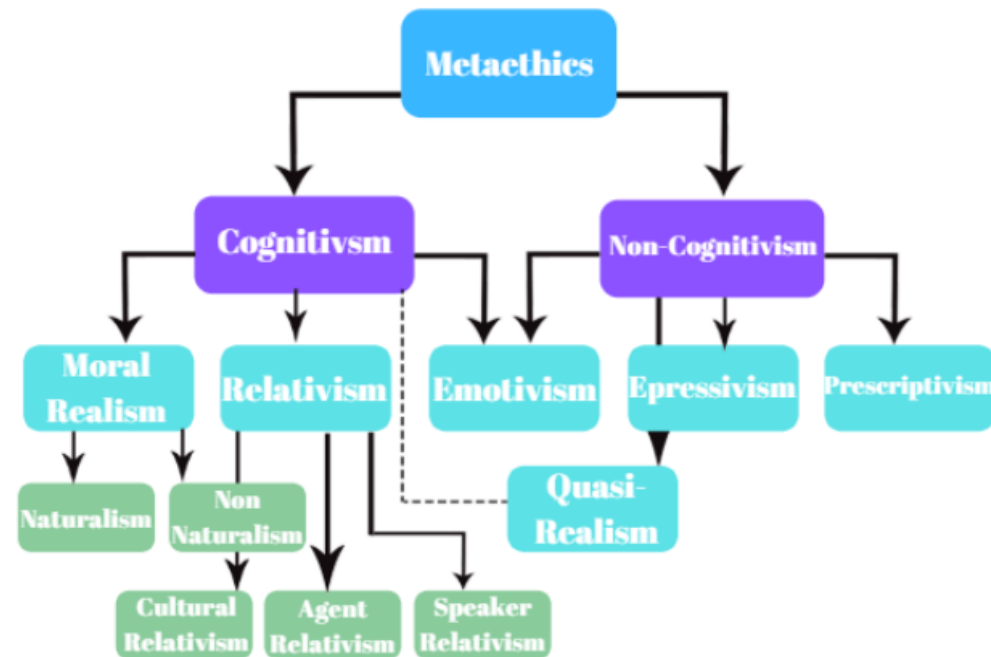 Metaethics
Cognitivsm
Non-Cognitivism
Moral
Realism
Relativism
Emotivism
Epressivism
Prescriptivism
Naturalism
Non
Naturalism
Quasi-
Realism
Cultural
Relativism
Agent
Relativism
Speaker
Relativism